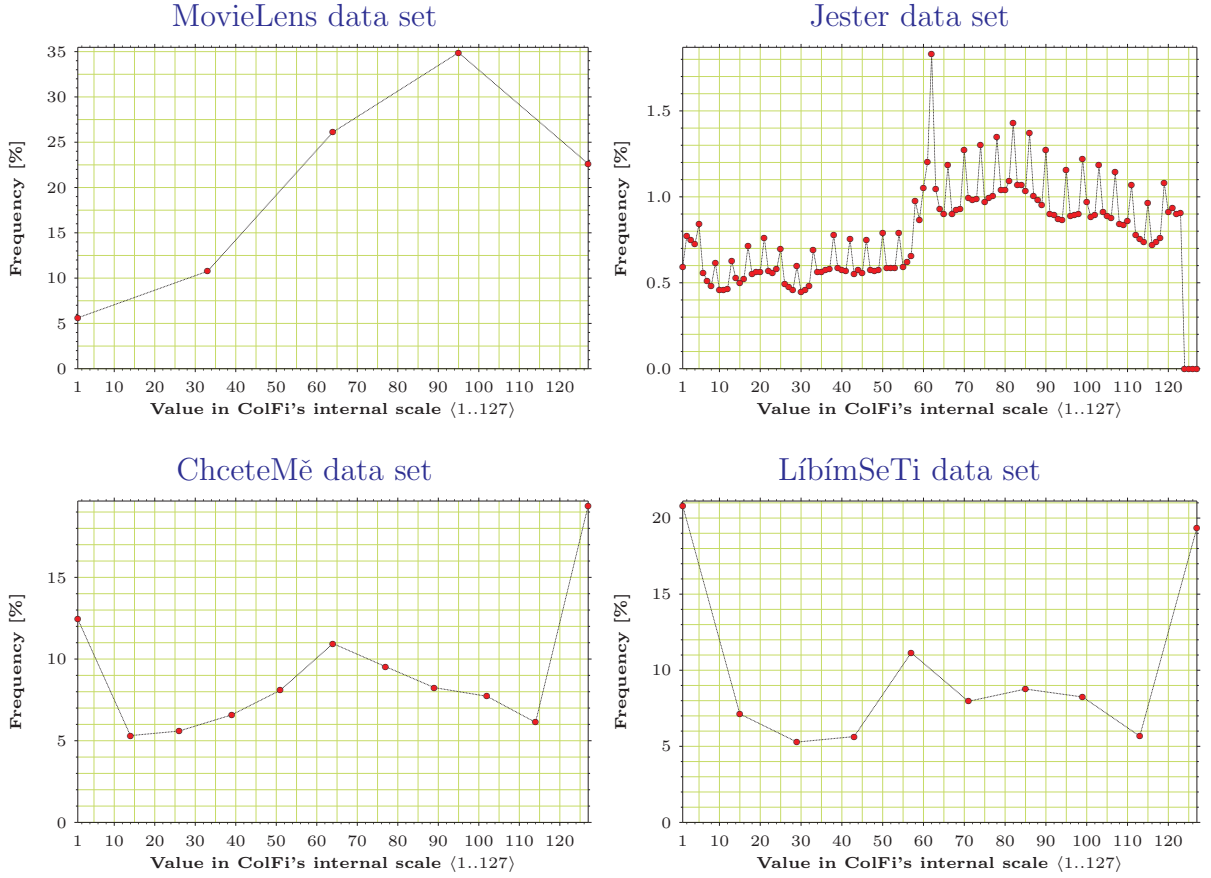 MovieLens data set
Frequency [%]
35
30
25
20
15
10
5
0
1 10 20 30 40 50 60 70 80 90 100 110 120
Value in ColFi's internal scale ⟨1..127⟩
Jester data set
Frequency [%]
1.5
1.0
0.5
0.0
1 10 20 30 40 50 60 70 80 90 100 110 120
Value in ColFi's internal scale ⟨1..127⟩
ChceteMě data set
Frequency [%]
15
10
5
0
1 10 20 30 40 50 60 70 80 90 100 110 120
Value in ColFi's internal scale ⟨1..127⟩
LíbímSeTi data set
Frequency [%]
20
15
10
5
0
1 10 20 30 40 50 60 70 80 90 100 110 120
Value in ColFi's internal scale ⟨1..127⟩